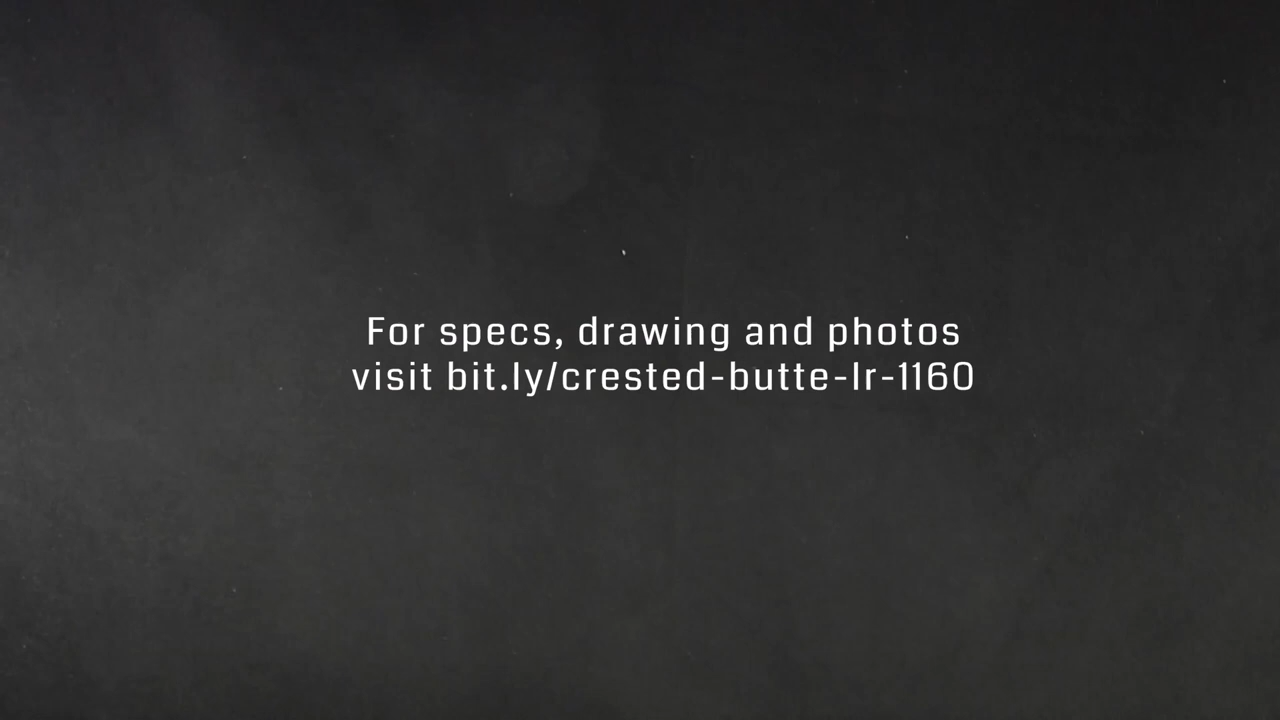 For specs, drawing and photos
visit bit.ly/crested-butte-lr-1160